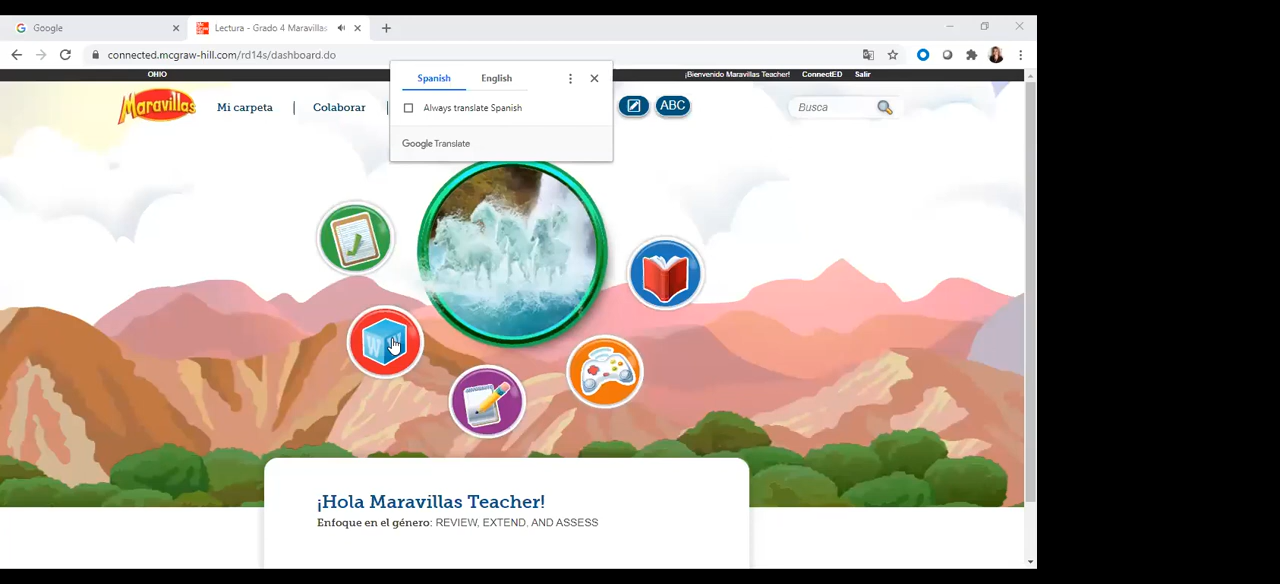 Google
Lectura - Grado 4 Maravillas
connected.mcgraw-hill.com/rd14s/dashboard.do
OHIO
¡Bienvenido Maravillas Teacher!
ConnectED
Salir
Spanish
English
Always translate Spanish
Google Translate
Maravillas
Mi carpeta
Colaborar
ABC
Busca
W W
¡Hola Maravillas Teacher!
Enfoque en el género: REVIEW, EXTEND, AND ASSESS